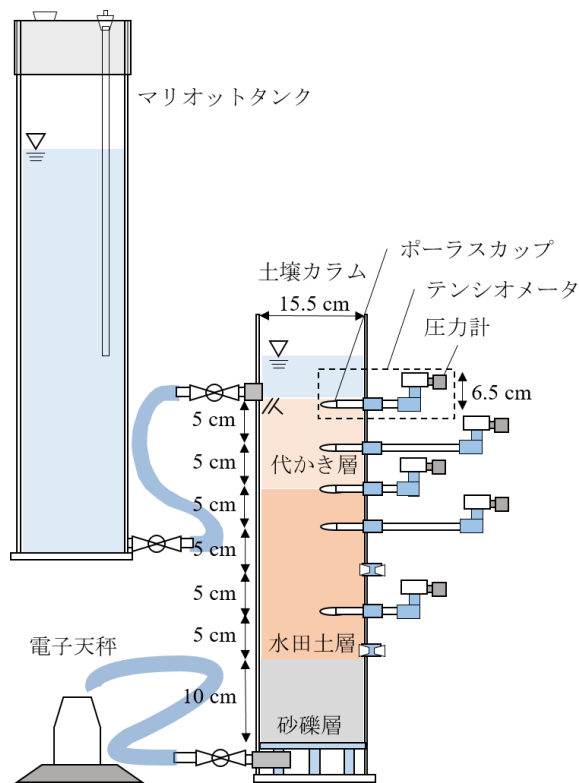 マリオットタンク
ポーラスカップ
土壌カラム
テンシオメータ
15.5 cm
圧力計
6.5 cm
5 cm
5 cm
代かき層
5 cm
5 cm
5 cm
5 cm
水田土層
電子天秤
10 cm
砂礫層